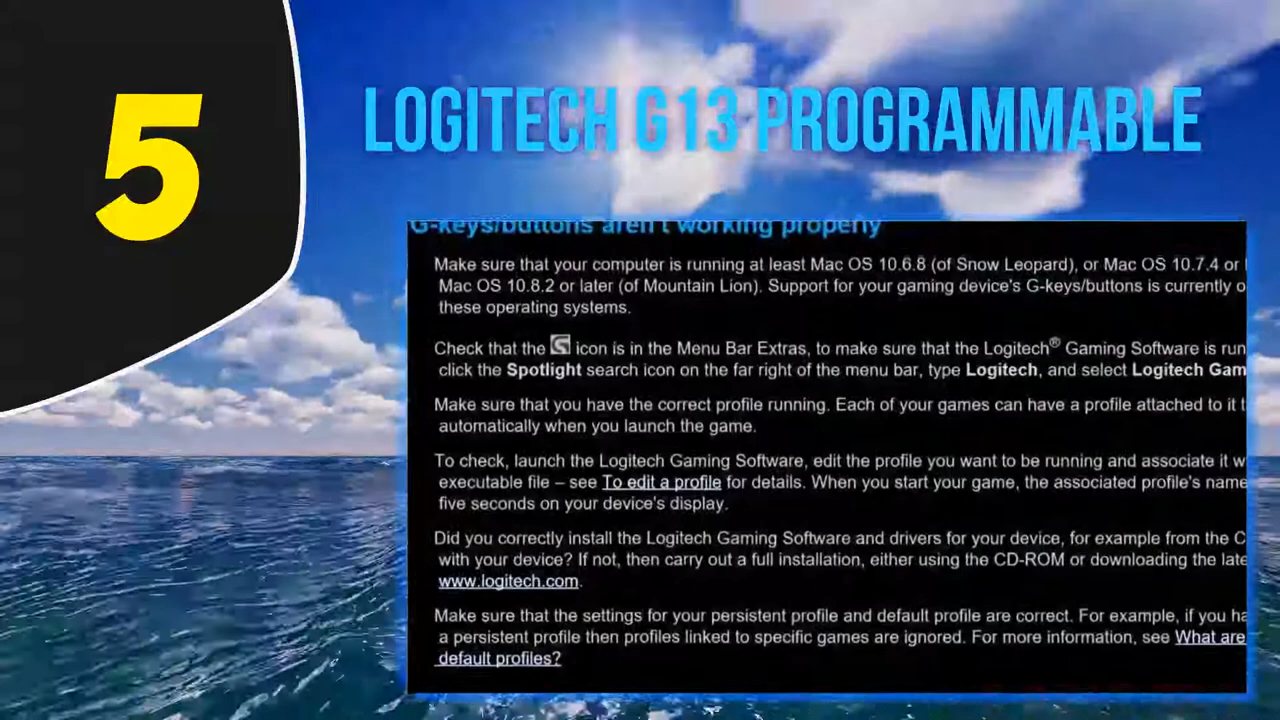 5
LOGITECH G13 PROGRAMMABLE
G-keys/buttons aren't working properly
Make sure that your computer is running at least Mac OS 10.6.8 (of Snow Leopard), or Mac OS 10.7.4 or
Mac OS 10.8.2 or later (of Mountain Lion). Support for your gaming device's G-keys/buttons is currently o
these operating systems.
Check that the icon is in the Menu Bar Extras, to make sure that the Logitech® Gaming Software is run
click the Spotlight search icon on the far right of the menu bar, type Logitech, and select Logitech Gam
Make sure that you have the correct profile running. Each of your games can have a profile attached to it t
automatically when you launch the game.
To check, launch the Logitech Gaming Software, edit the profile you want to be running and associate it w
executable file – see To edit a profile for details. When you start your game, the associated profile's name
five seconds on your device's display.
Did you correctly install the Logitech Gaming Software and drivers for your device, for example from the C
with your device? If not, then carry out a full installation, either using the CD-ROM or downloading the late
www.logitech.com.
Make sure that the settings for your persistent profile and default profile are correct. For example, if you ha
a persistent profile then profiles linked to specific games are ignored. For more information, see What are
default profiles?